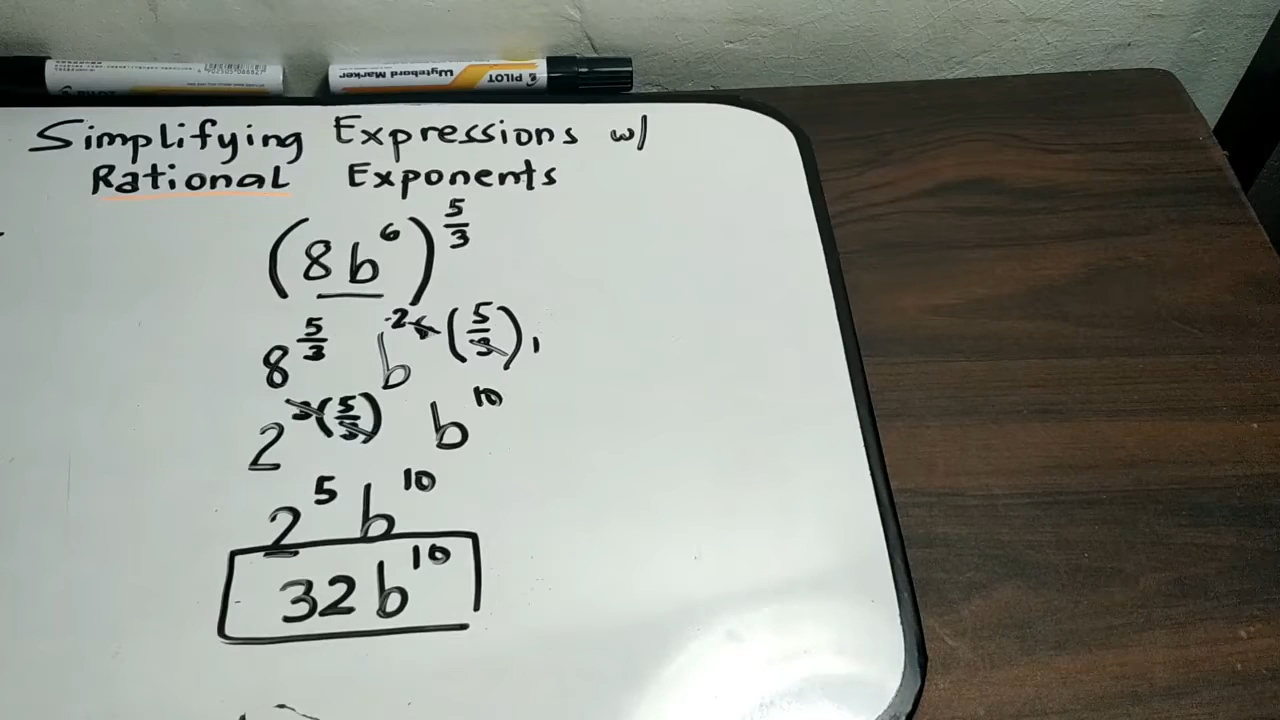 PILOT Wyteboard Marker
Simplifying Expressions w/
Rational Exponents
(8b^6)^(5/3)
8^(5/3) b^(2 6(5/3)) 1
2^(3(5/3)) b^10
2^5 b^10
32b^10